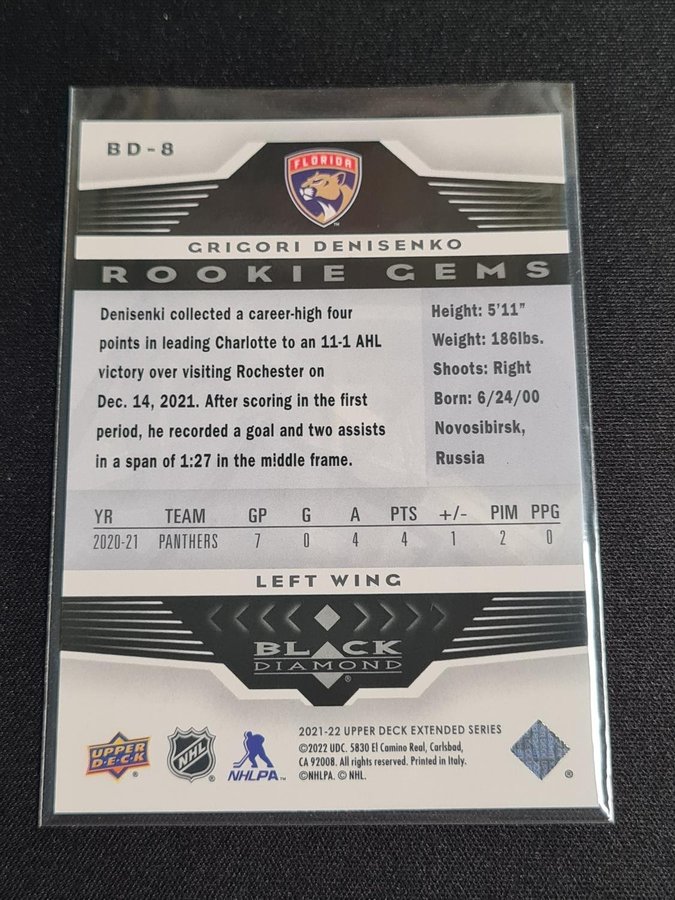 BD-8
FLORIDA
GRIGORI DENISENKO
ROOKIE GEMS
Denisenki collected a career-high four
points in leading Charlotte to an 11-1 AHL
victory over visiting Rochester on
Dec. 14, 2021. After scoring in the first
period, he recorded a goal and two assists
in a span of 1:27 in the middle frame.
Height: 5'11"
Weight: 186lbs.
Shoots: Right
Born: 6/24/00
Novosibirsk,
Russia
YR TEAM GP G A PTS +/- PIM PPG
2020-21 PANTHERS 7 0 4 4 1 2 0
LEFT WING
BLACK
DIAMOND®
UPPER DECK®
NHL®
NHLPA™
2021-22 UPPER DECK EXTENDED SERIES
©2022 UDC. 5830 El Camino Real, Carlsbad,
CA 92008. All rights reserved. Printed in Italy.
©NHLPA. © NHL.
®